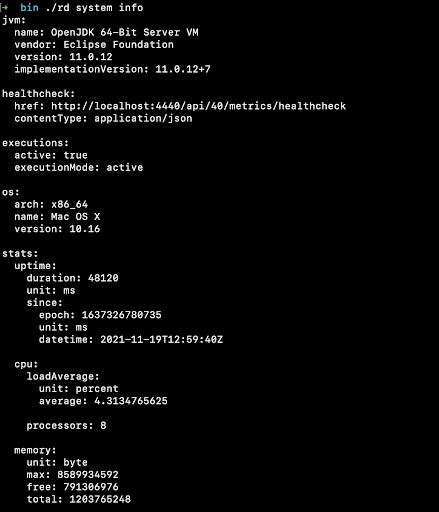 ➜ bin ./rd system info
jvm:
name: OpenJDK 64-Bit Server VM
vendor: Eclipse Foundation
version: 11.0.12
implementationVersion: 11.0.12+7
healthcheck:
href: http://localhost:4440/api/40/metrics/healthcheck
contentType: application/json
executions:
active: true
executionMode: active
os:
arch: x86_64
name: Mac OS X
version: 10.16
stats:
uptime:
duration: 48120
unit: ms
since:
epoch: 1637326780735
unit: ms
datetime: 2021-11-19T12:59:40Z
cpu:
loadAverage:
unit: percent
average: 4.3134765625
processors: 8
memory:
unit: byte
max: 8589934592
free: 791306976
total: 1203765248